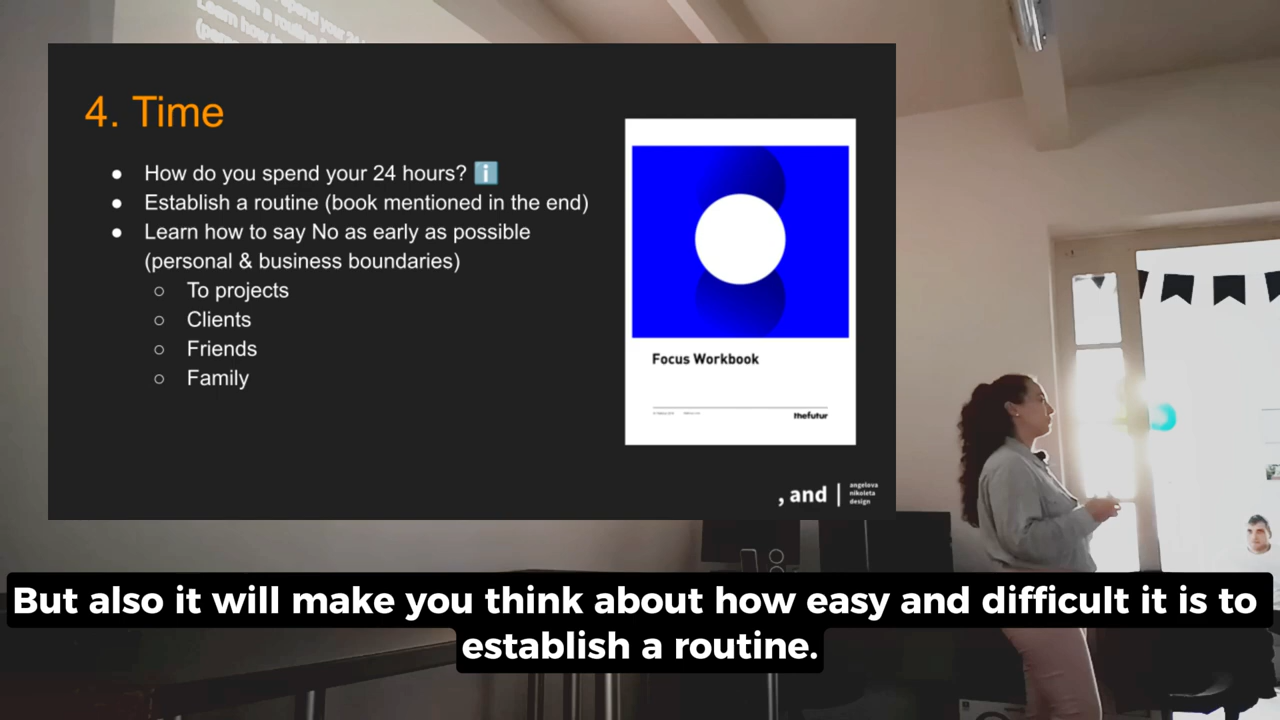 4. Time
How do you spend your 24 hours? ℹ️
Establish a routine (book mentioned in the end)
Learn how to say No as early as possible
(personal & business boundaries)
To projects
Clients
Friends
Family
Focus Workbook
thefutur
, and
angelova
nikoleta
design
But also it will make you think about how easy and difficult it is to
establish a routine.